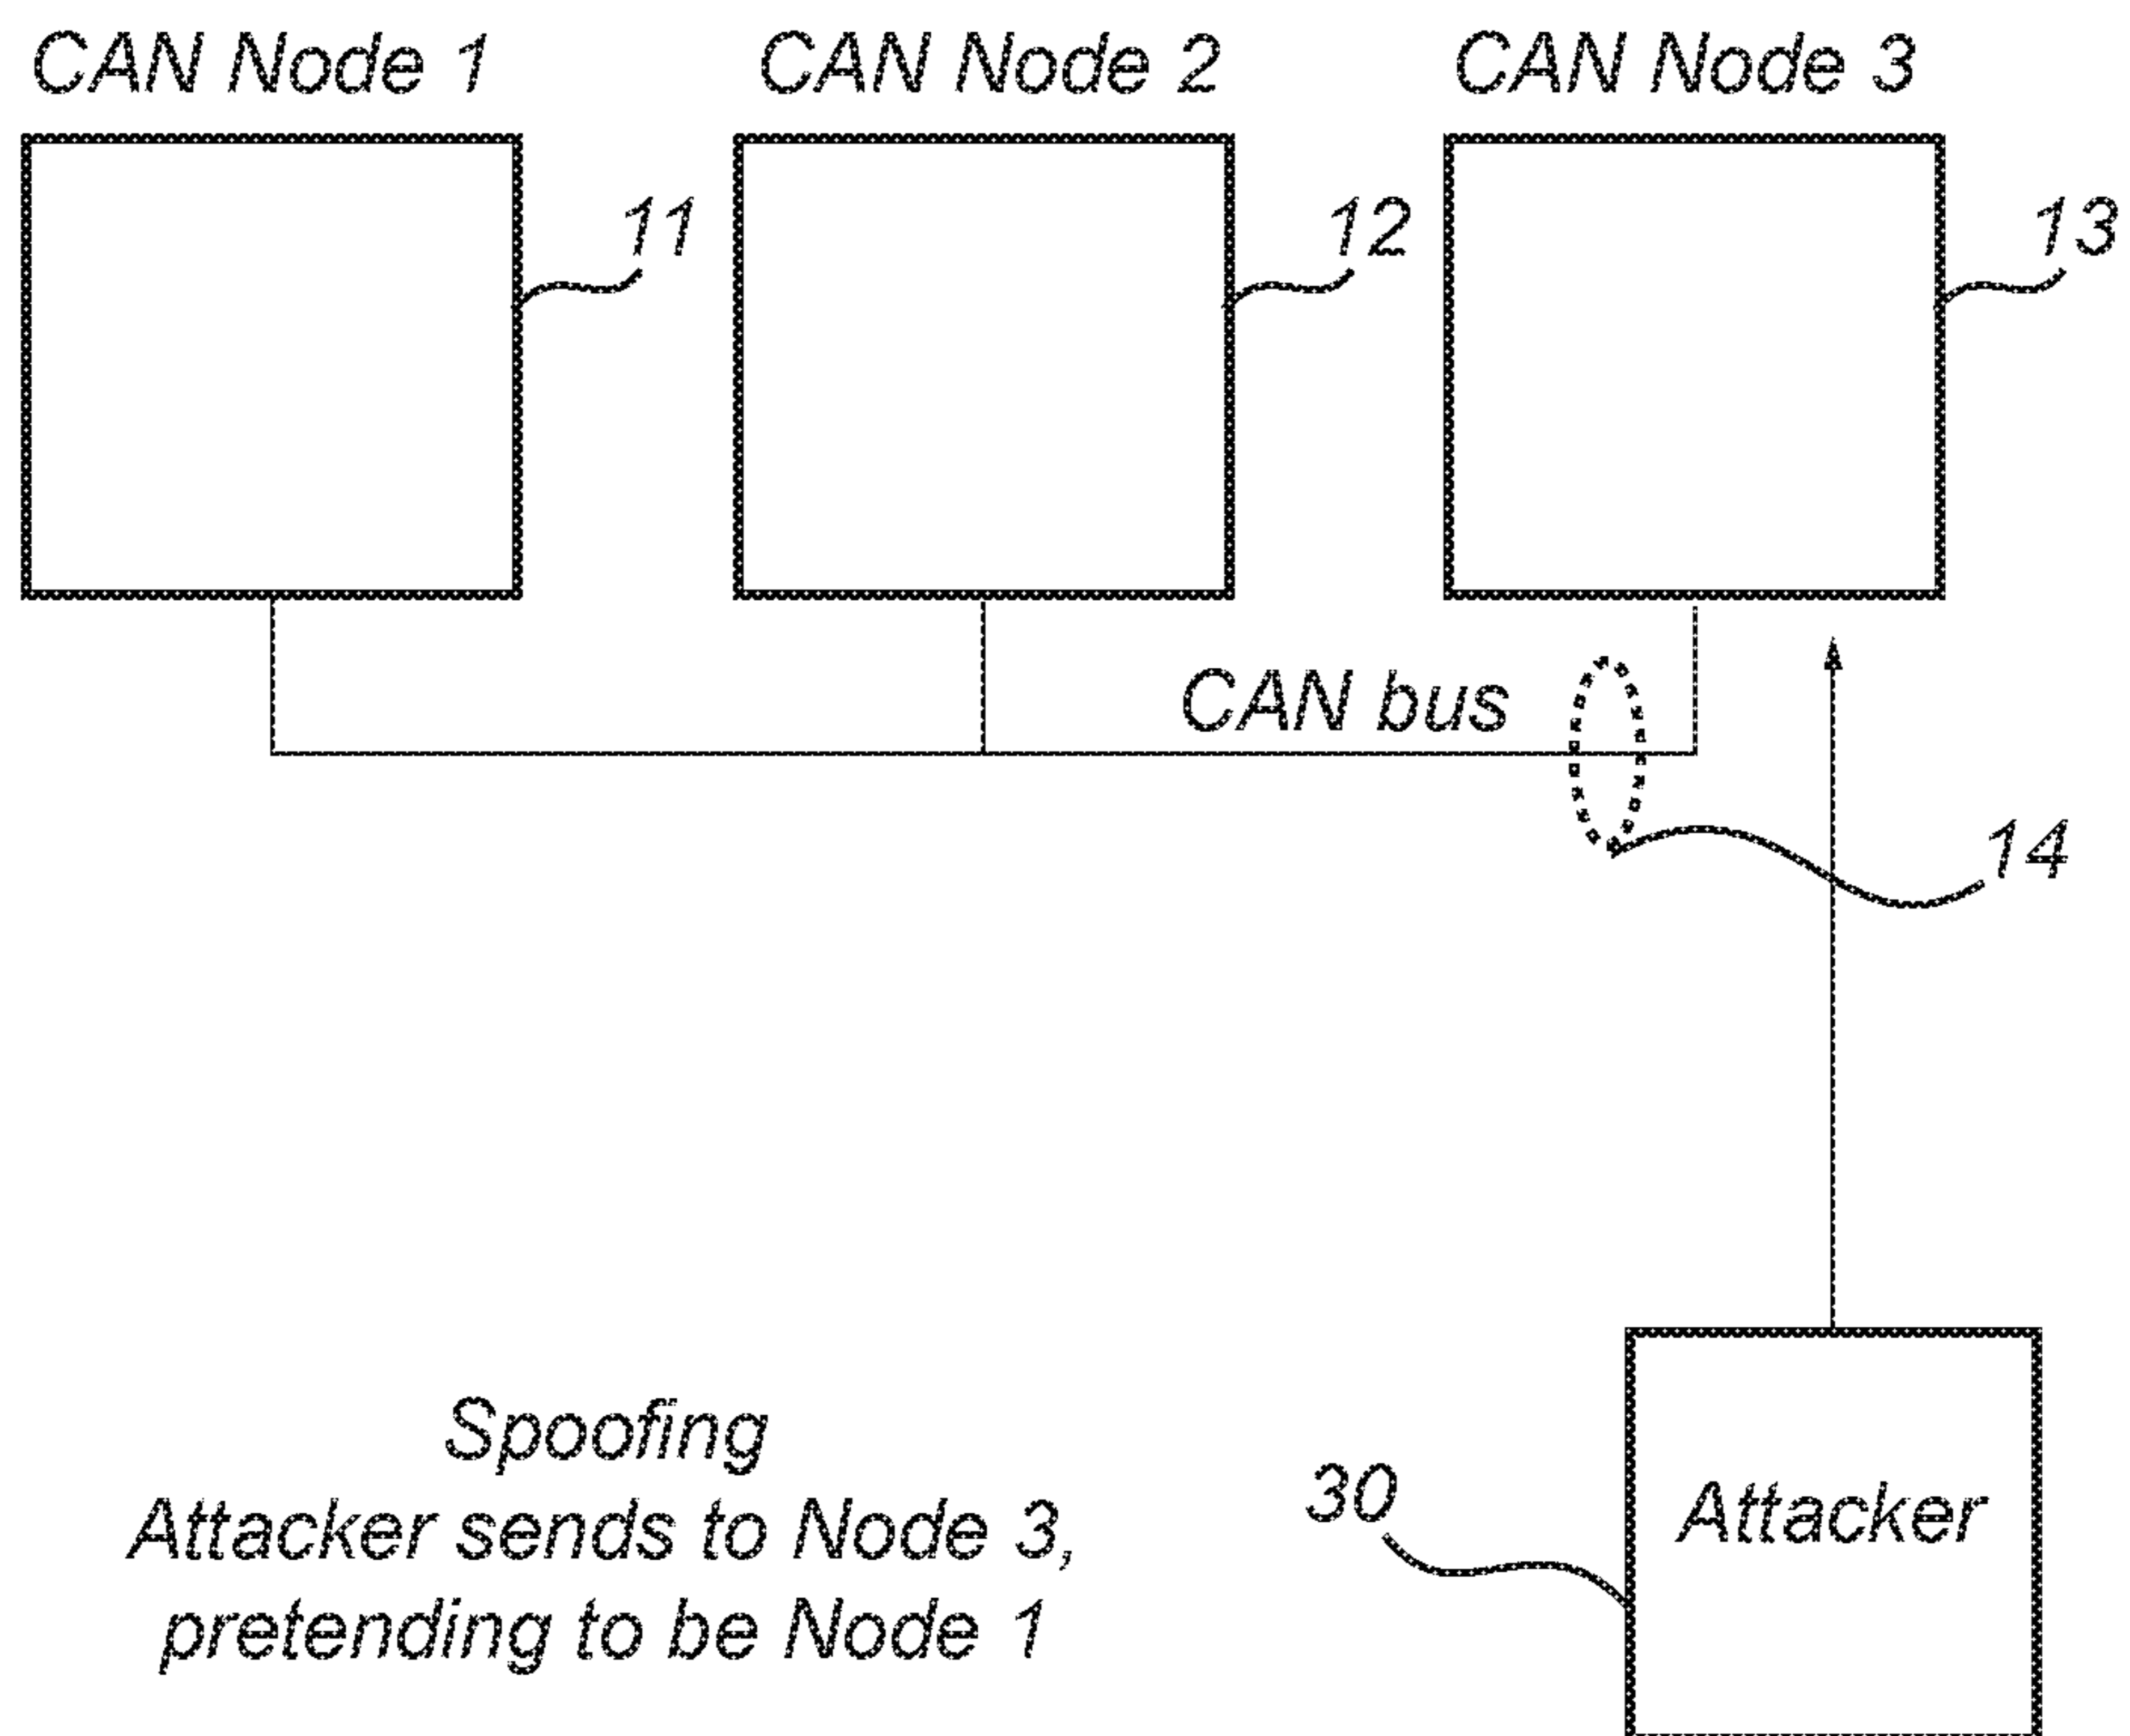 CAN Node 1
CAN Node 2
CAN Node 3
11
12
13
CAN bus
14
Spoofing
Attacker sends to Node 3,
pretending to be Node 1
30
Attacker